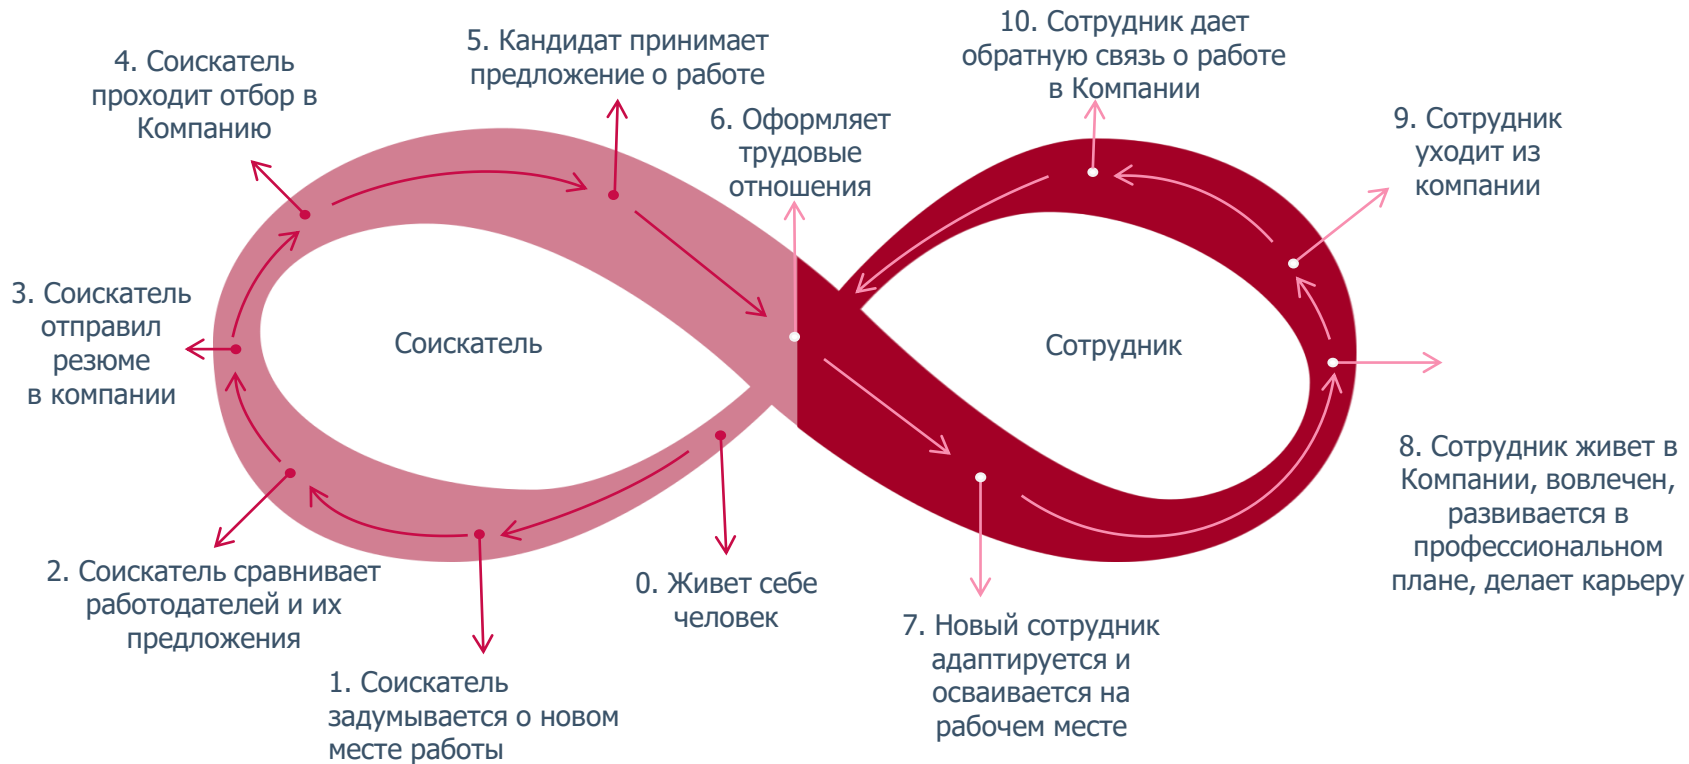 10. Сотрудник дает
обратную связь о работе
в Компании
5. Кандидат принимает
предложение о работе
4. Соискатель
проходит отбор в
Компанию
6. Оформляет
трудовые
отношения
9. Сотрудник
уходит из
компании
3. Соискатель
отправил
резюме
в компании
Соискатель
Сотрудник
8. Сотрудник живет в
Компании, вовлечен,
развивается в
профессиональном
плане, делает карьеру
2. Соискатель сравнивает
работодателей и их
предложения
0. Живет себе
человек
7. Новый сотрудник
адаптируется и
осваивается на
рабочем месте
1. Соискатель
задумывается о новом
месте работы